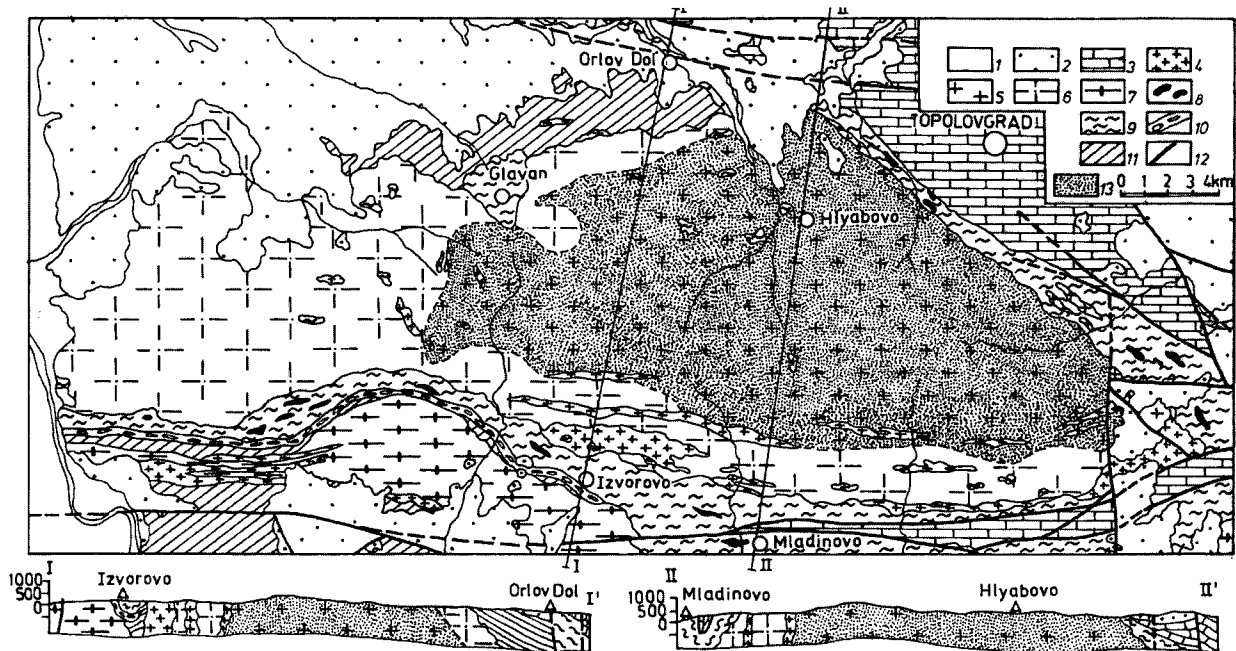 I
II
Orlov Dol
1 2 3 4
5 6 7 8
TOPOLOVGRAD
9 10
11 12
Glavan
13 0 1 2 3 4km
Hlyabovo
Izvorovo
Mladinovo
I
II
I Izvorovo Orlov Dol I'
1000
500
0
II Mladinovo Hlyabovo II'
1000
500
0